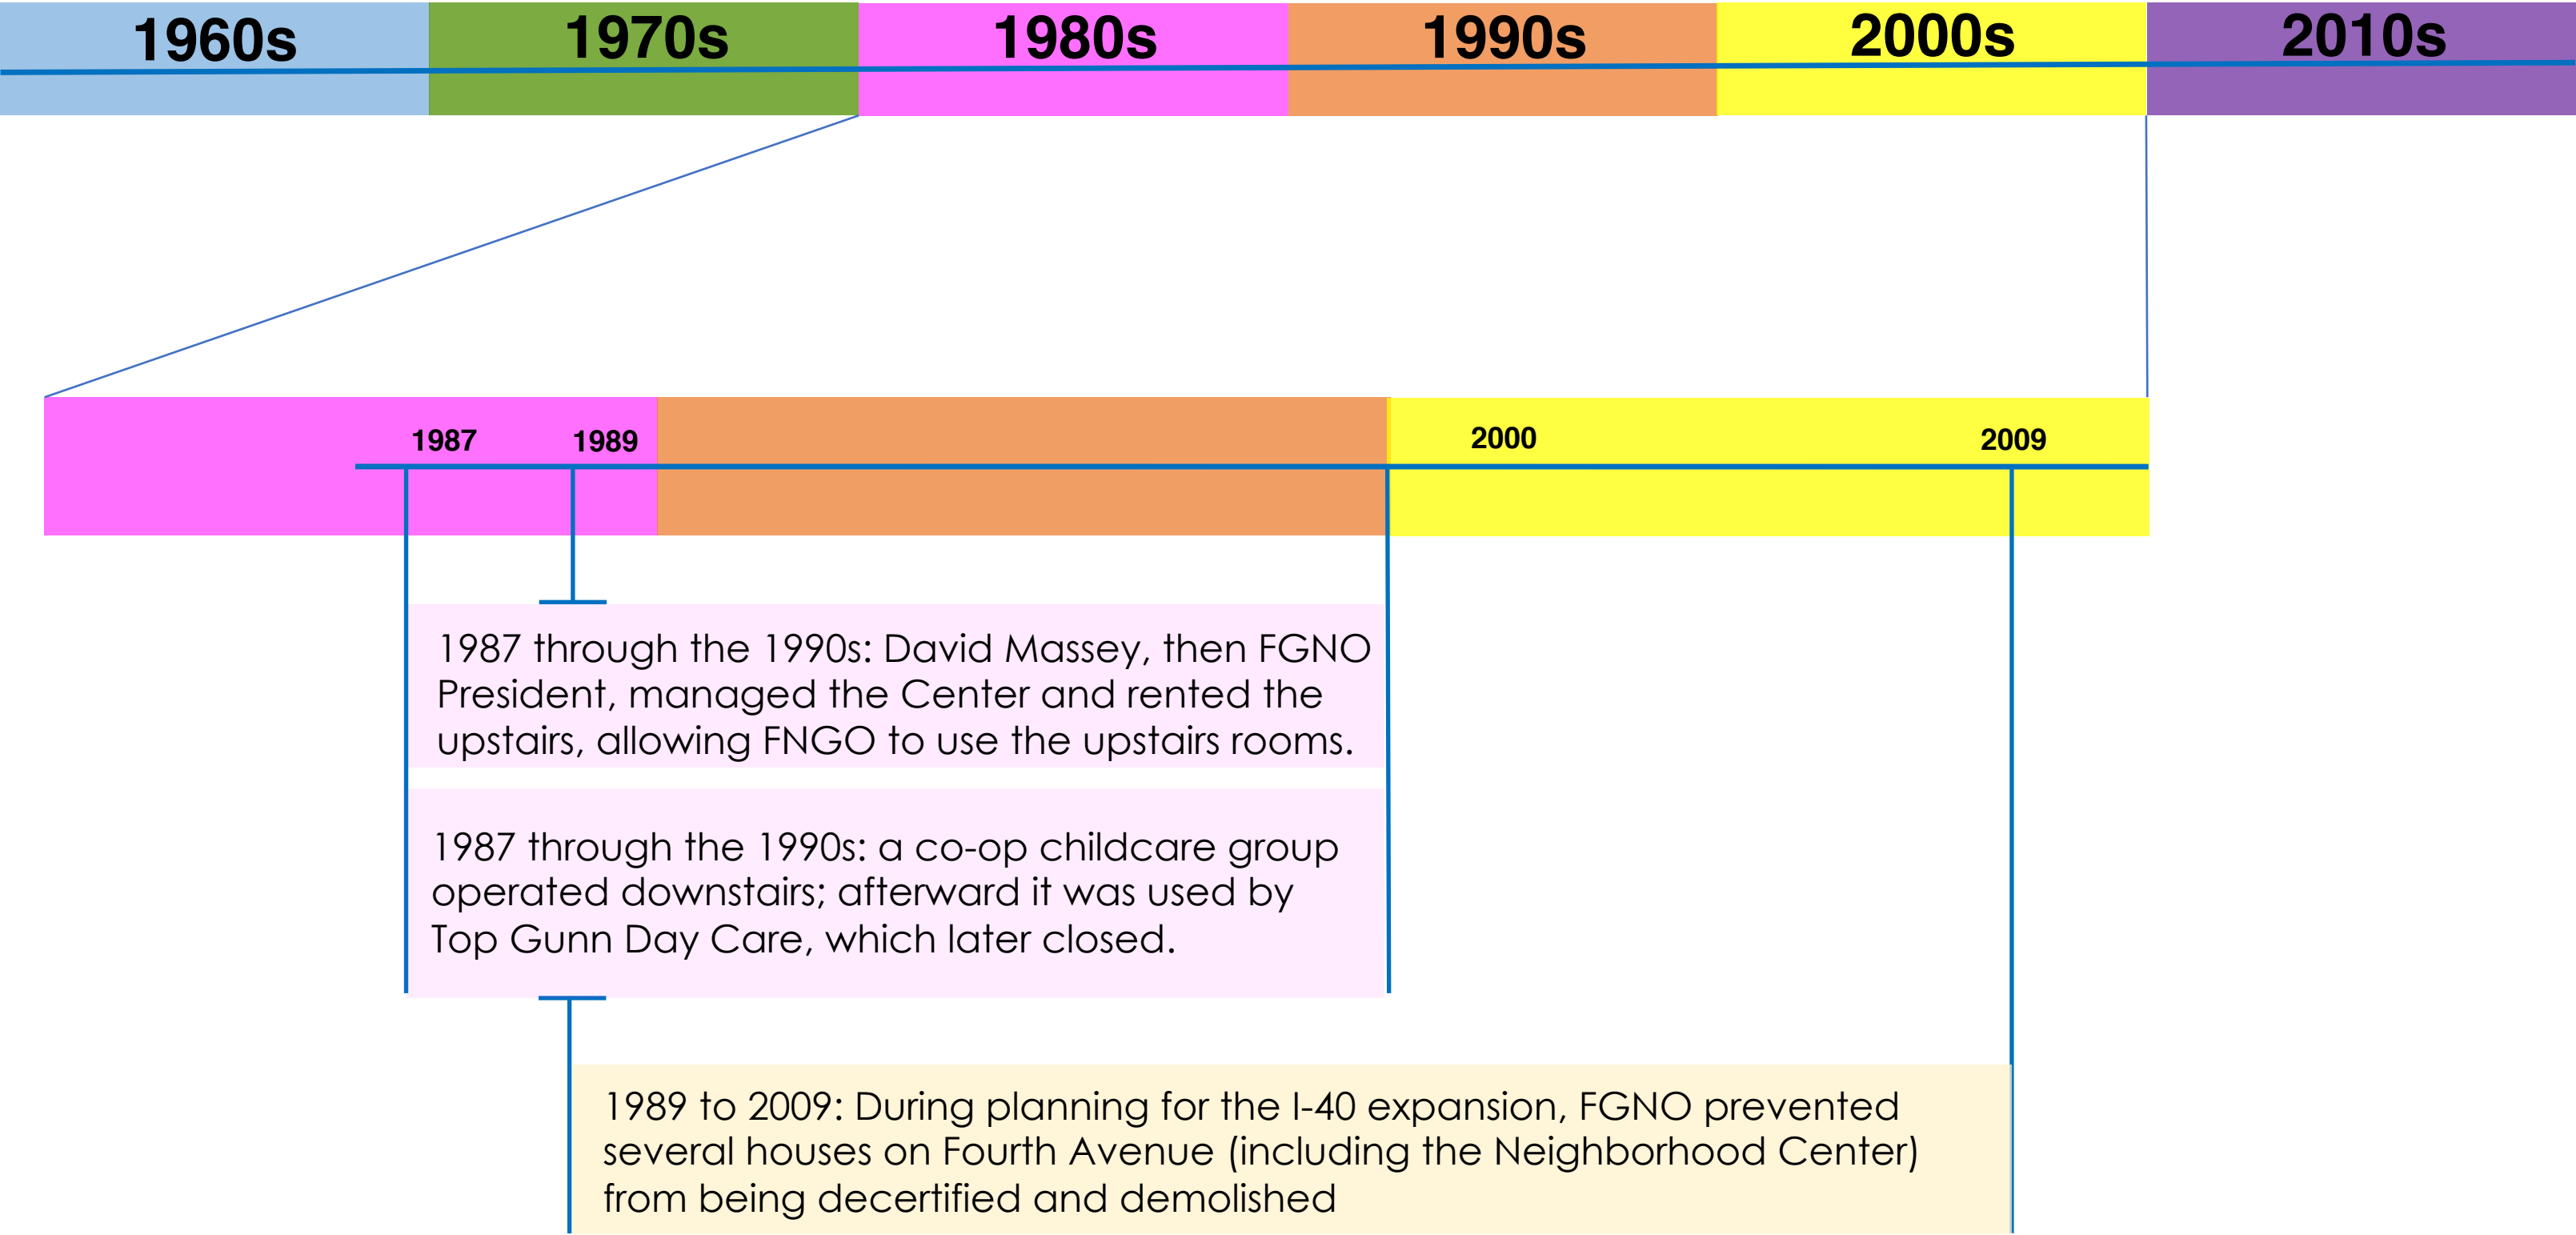 1960s 1970s 1980s 1990s 2000s 2010s
1987 1989 2000 2009
1987 through the 1990s: David Massey, then FGNO
President, managed the Center and rented the
upstairs, allowing FNGO to use the upstairs rooms.
1987 through the 1990s: a co-op childcare group
operated downstairs; afterward it was used by
Top Gunn Day Care, which later closed.
1989 to 2009: During planning for the I-40 expansion, FGNO prevented
several houses on Fourth Avenue (including the Neighborhood Center)
from being decertified and demolished